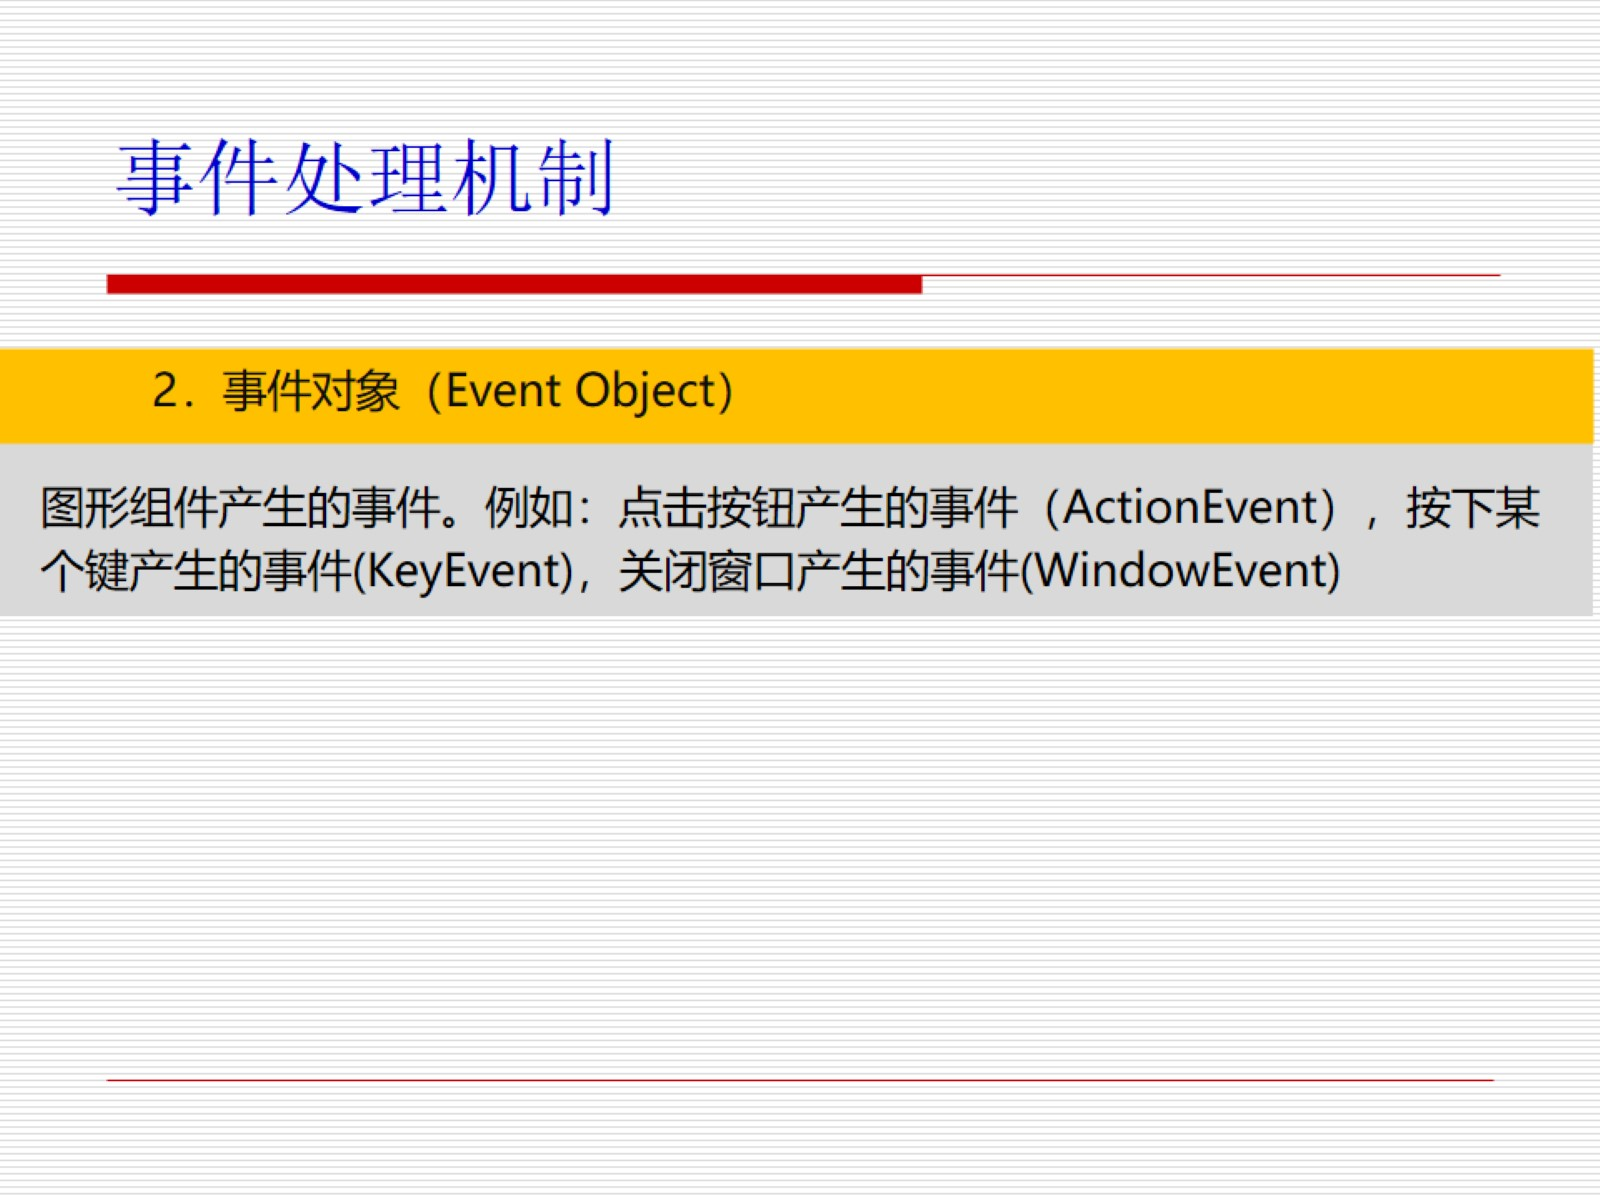 事件处理机制
2．事件对象（Event Object）
图形组件产生的事件。例如：点击按钮产生的事件（ActionEvent），按下某
个键产生的事件(KeyEvent)，关闭窗口产生的事件(WindowEvent)